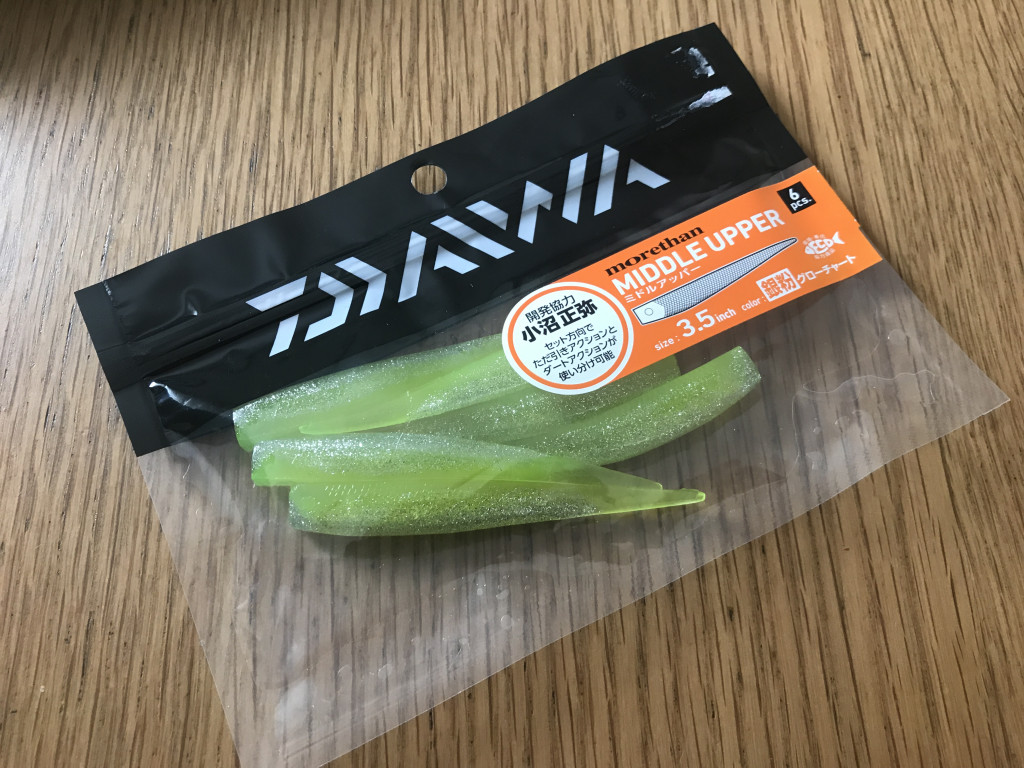 DAIWA
6
pcs.
morethan
MIDDLE UPPER
ミドルアッパー
size : 3.5 inch
color : 銀粉 グローチャート
開発協力
小沼正弥
セット方向で
ただ引きアクションと
ダートアクションが
使い分け可能